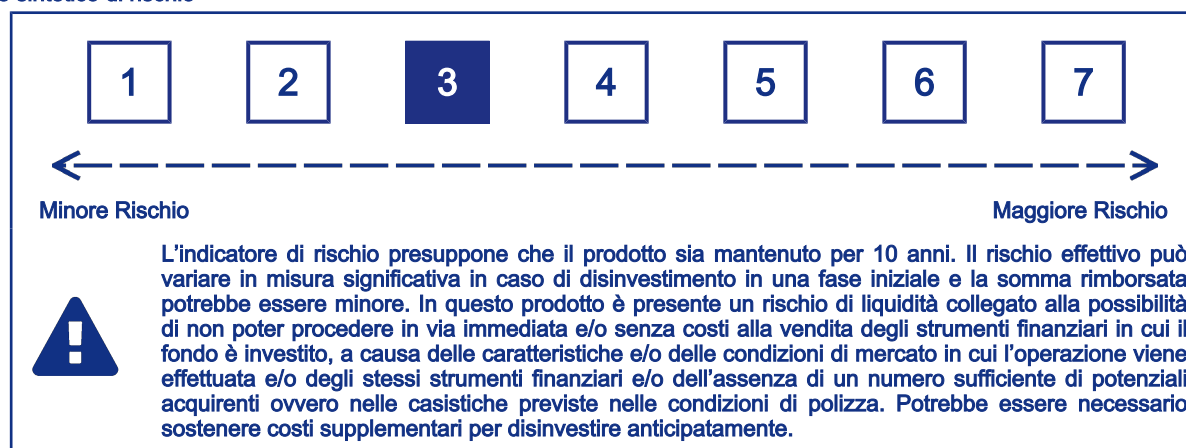 sintetico di rischio
1 2 3 4 5 6 7
Minore Rischio Maggiore Rischio
L'indicatore di rischio presuppone che il prodotto sia mantenuto per 10 anni. Il rischio effettivo può
variare in misura significativa in caso di disinvestimento in una fase iniziale e la somma rimborsata
potrebbe essere minore. In questo prodotto è presente un rischio di liquidità collegato alla possibilità
di non poter procedere in via immediata e/o senza costi alla vendita degli strumenti finanziari in cui il
fondo è investito, a causa delle caratteristiche e/o delle condizioni di mercato in cui l'operazione viene
effettuata e/o degli stessi strumenti finanziari e/o dell'assenza di un numero sufficiente di potenziali
acquirenti ovvero nelle casistiche previste nelle condizioni di polizza. Potrebbe essere necessario
sostenere costi supplementari per disinvestire anticipatamente.